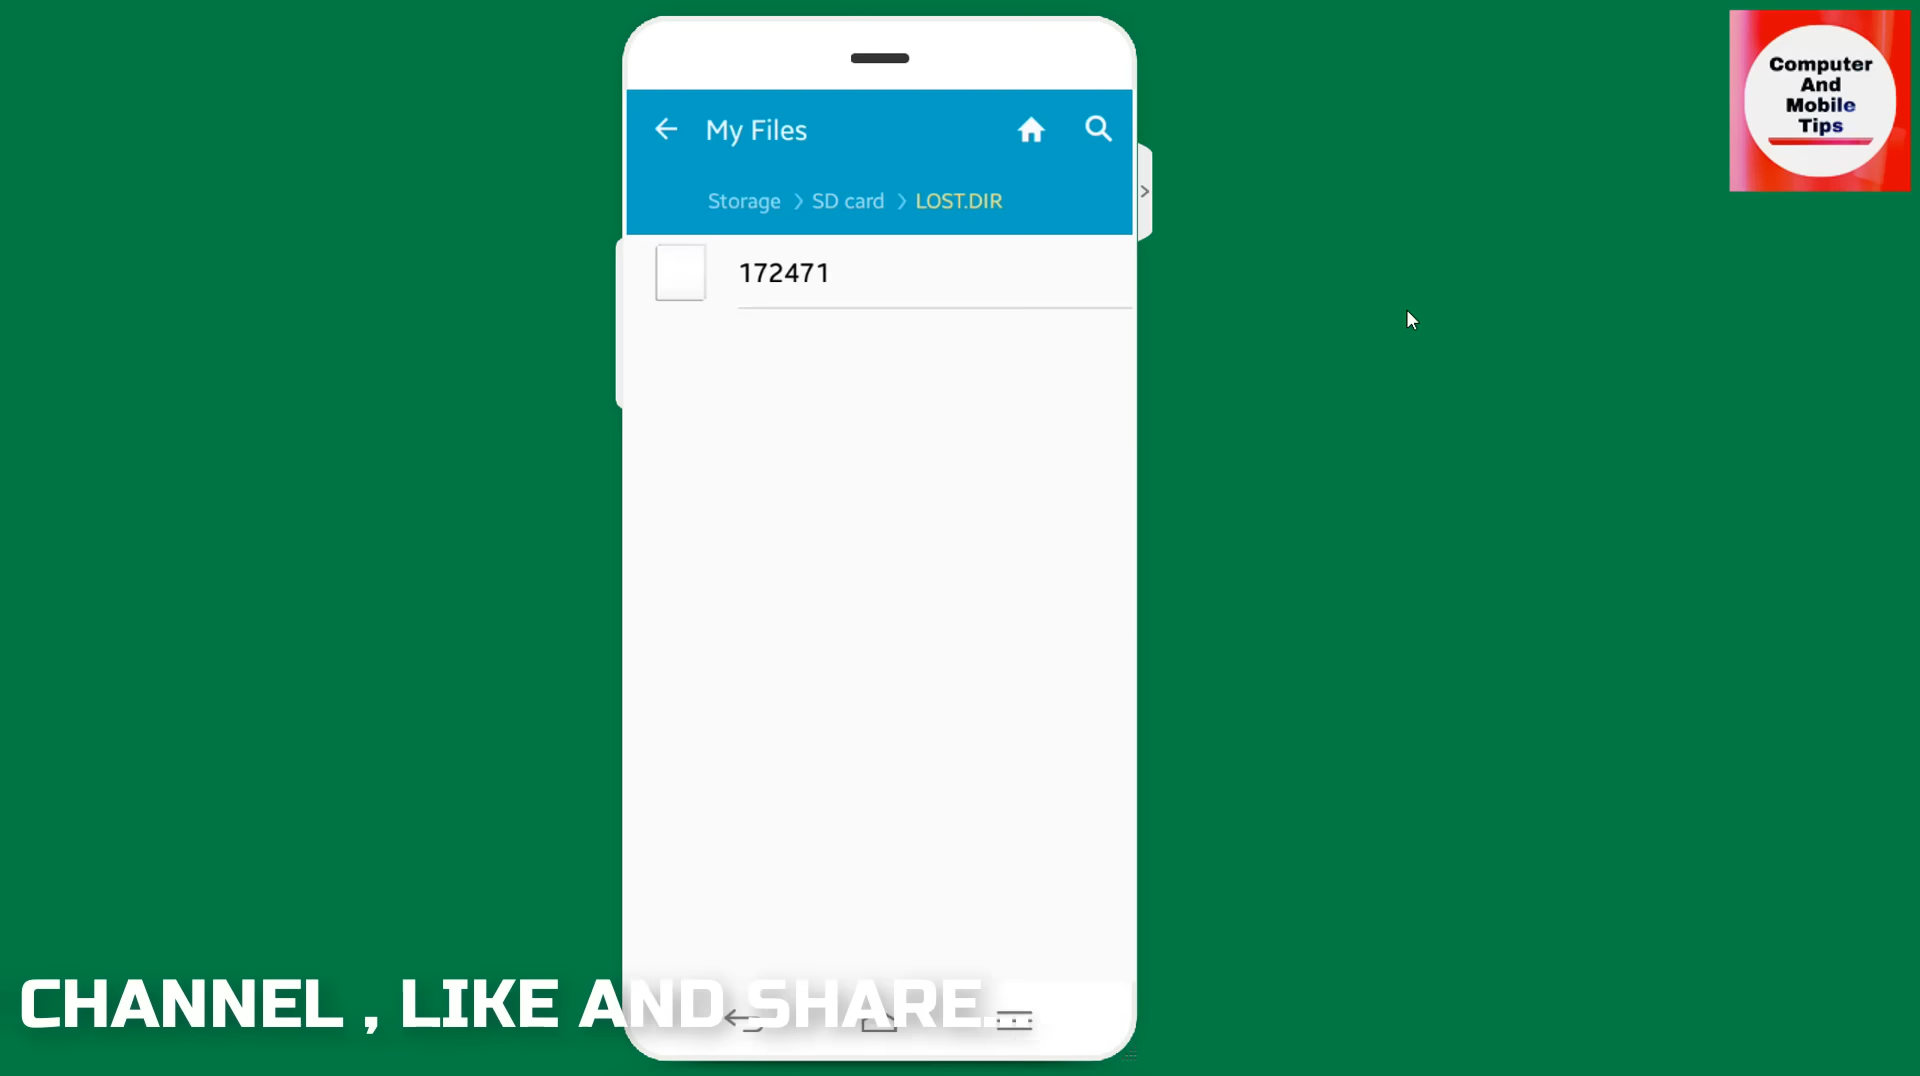 My Files
Storage > SD card > LOST.DIR
172471
Computer
And
Mobile
Tips
CHANNEL , LIKE AND SHARE.